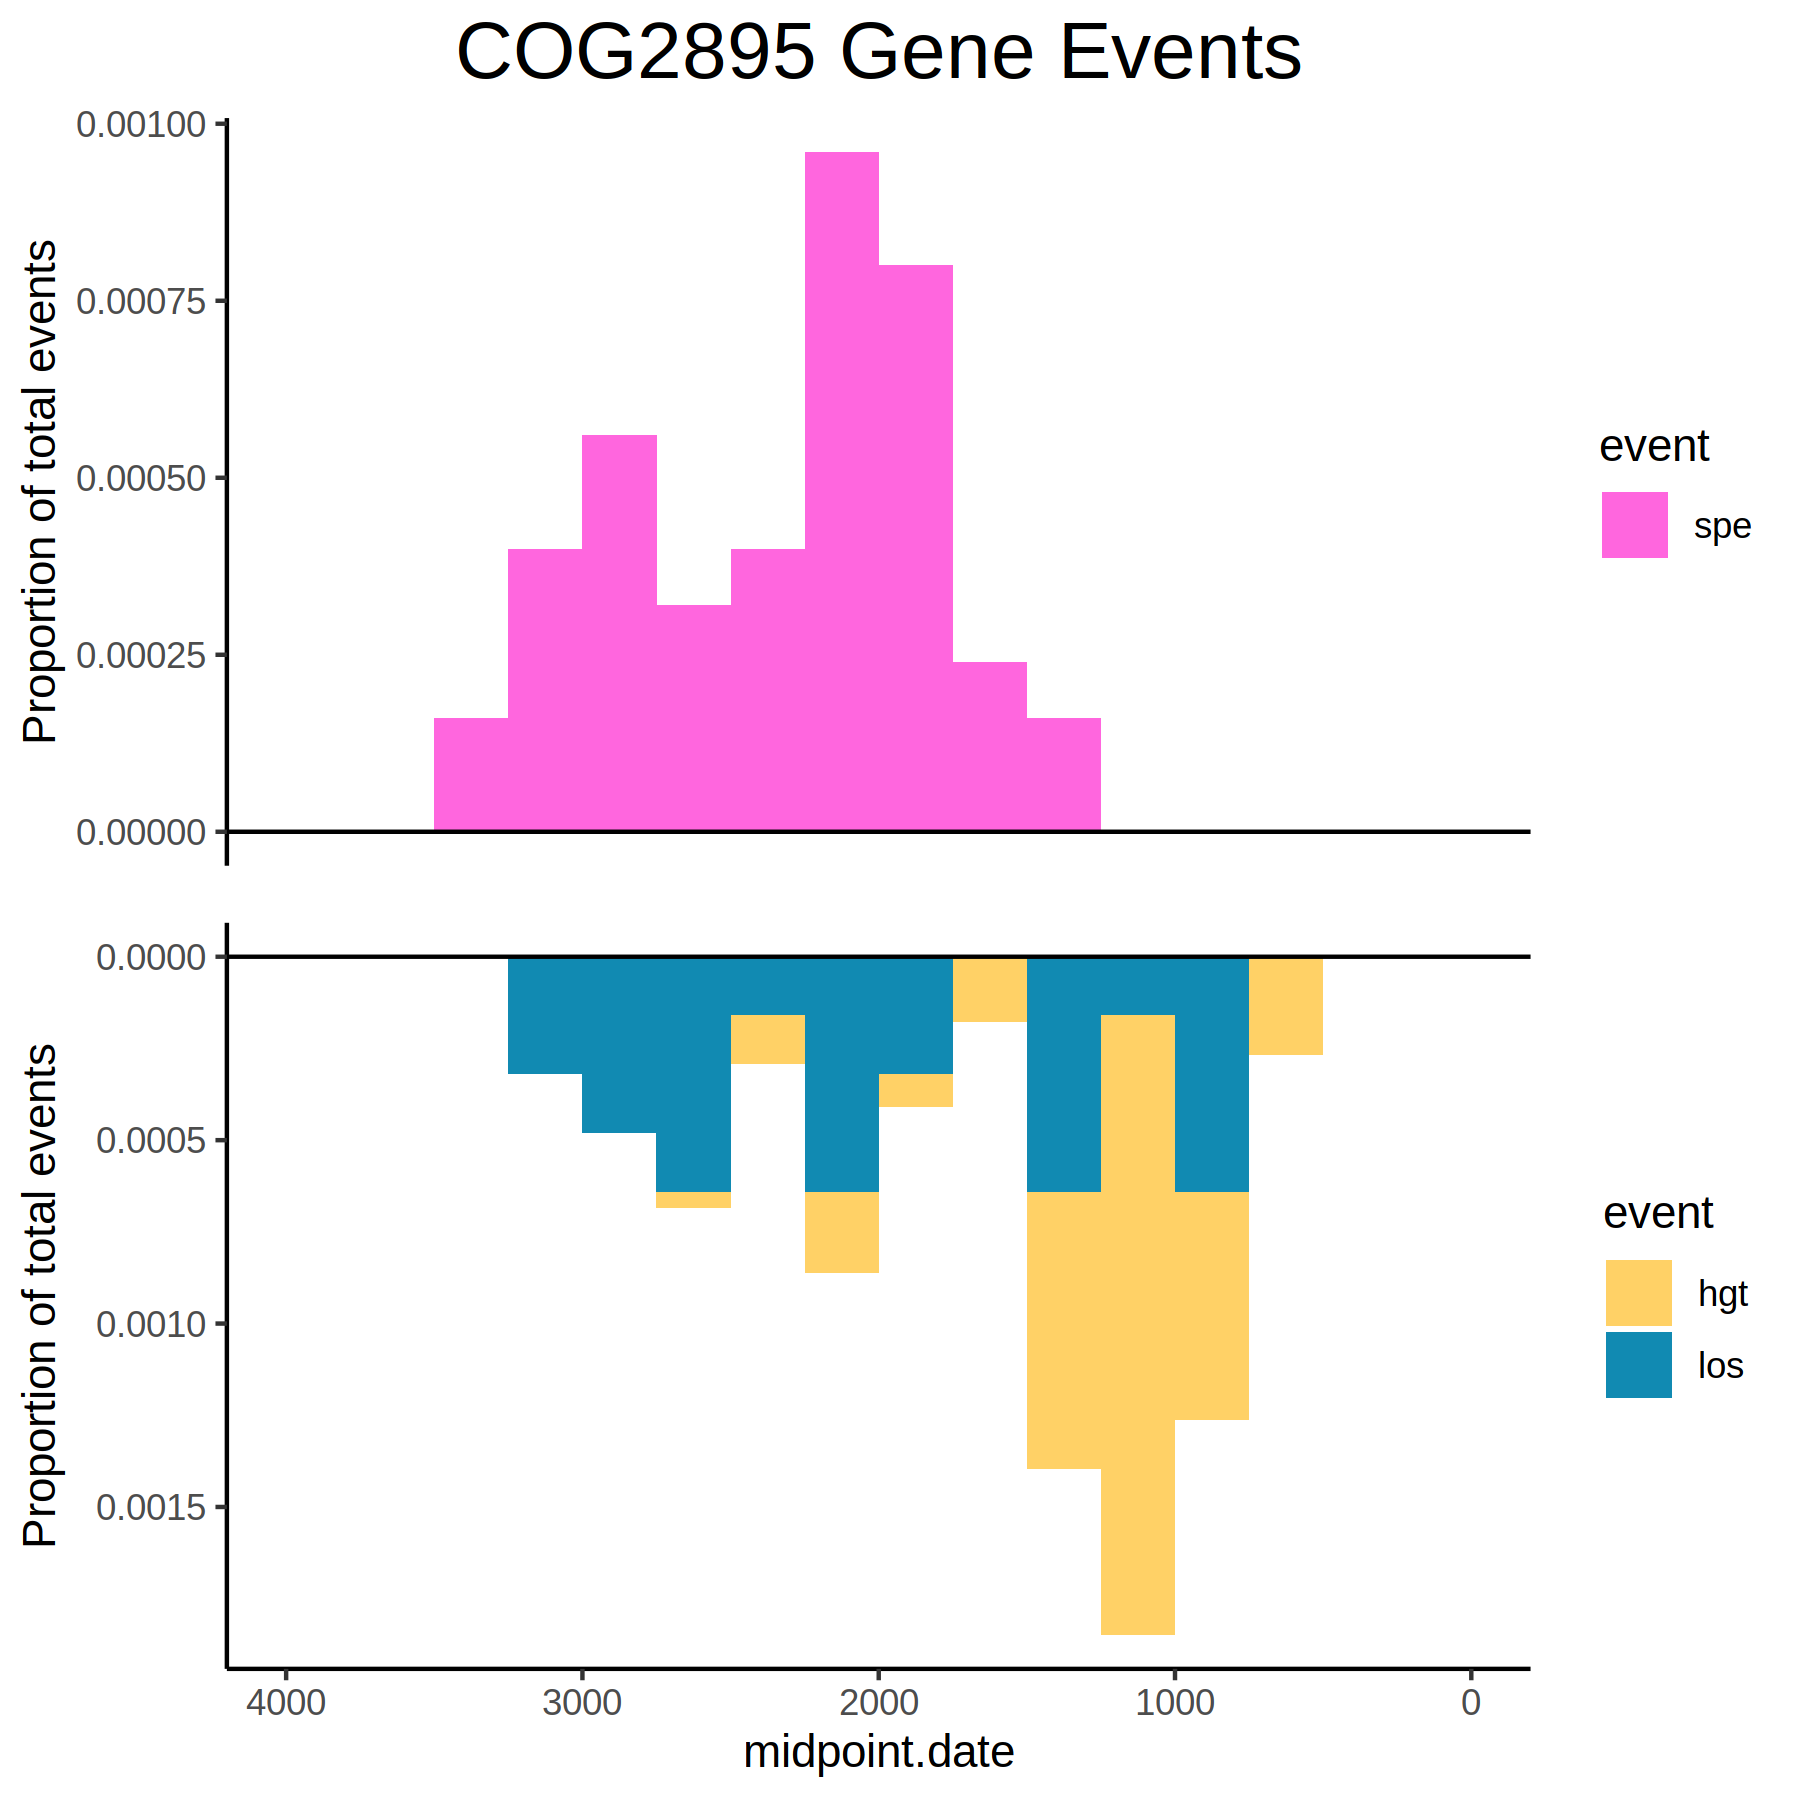 COG2895 Gene Events
Proportion of total events
0.00100
0.00075
0.00050
0.00025
0.00000
event
spe
Proportion of total events
0.0000
0.0005
0.0010
0.0015
event
hgt
los
4000 3000 2000 1000 0
midpoint.date